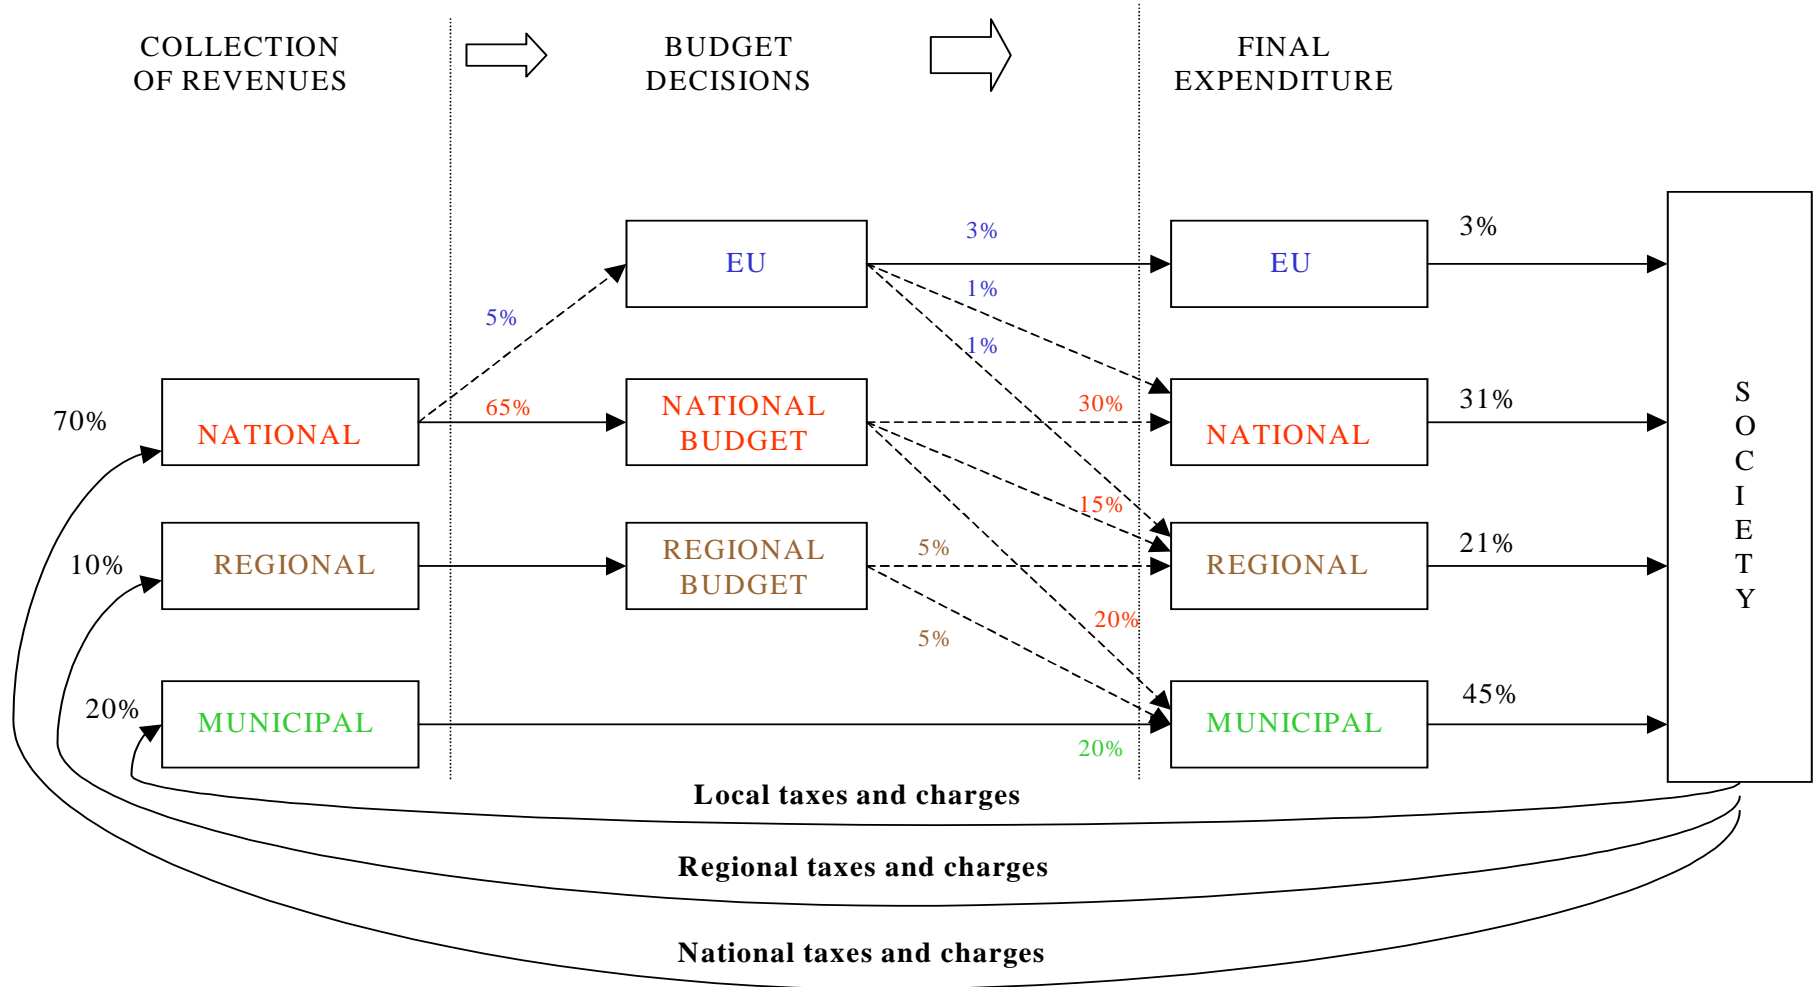 COLLECTION
OF REVENUES
BUDGET
DECISIONS
FINAL
EXPENDITURE
EU
3%
EU
3%
1%
5%
1%
70%
NATIONAL
65%
NATIONAL
BUDGET
30%
NATIONAL
31%
15%
10%
REGIONAL
REGIONAL
BUDGET
5%
REGIONAL
21%
20%
5%
20%
MUNICIPAL
20%
MUNICIPAL
45%
S
O
C
I
E
T
Y
Local taxes and charges
Regional taxes and charges
National taxes and charges